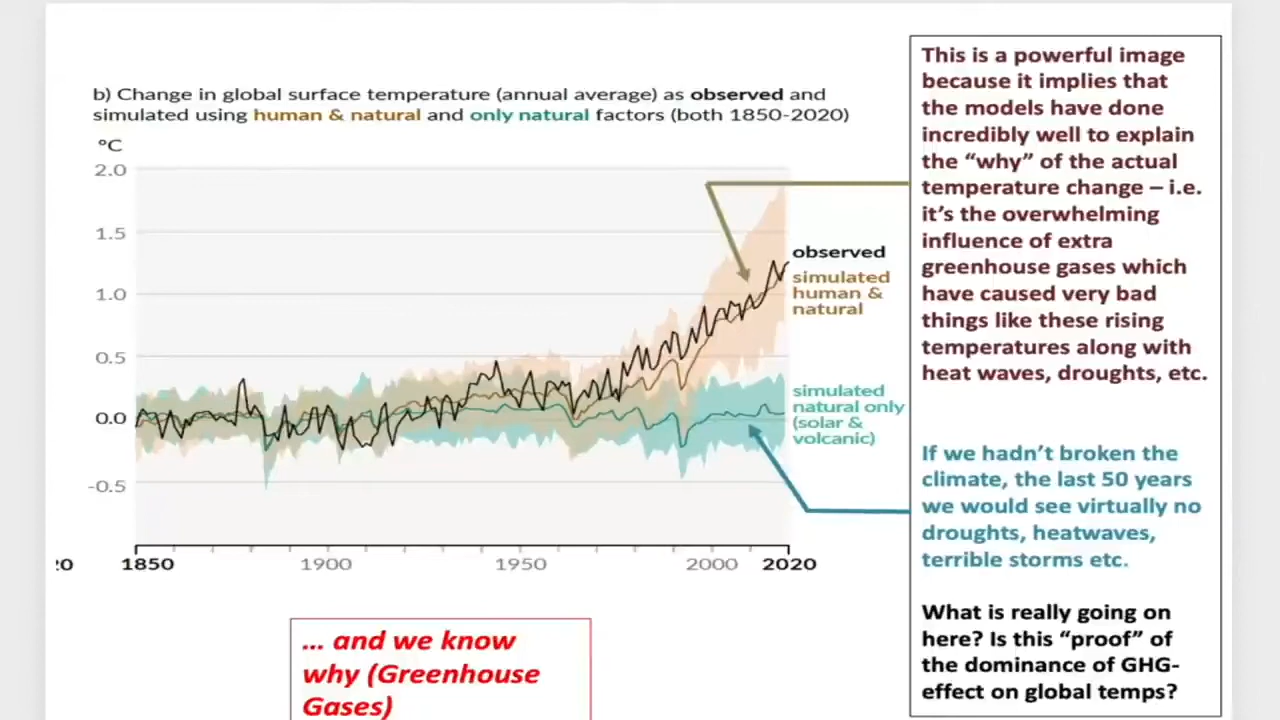 b) Change in global surface temperature (annual average) as observed and
simulated using human & natural and only natural factors (both 1850-2020)
°C
2.0
1.5
1.0
0.5
0.0
-0.5
20
1850
1900
1950
2000
2020
observed
simulated
human &
natural
simulated
natural only
(solar &
volcanic)
This is a powerful image
because it implies that
the models have done
incredibly well to explain
the “why” of the actual
temperature change – i.e.
it’s the overwhelming
influence of extra
greenhouse gases which
have caused very bad
things like these rising
temperatures along with
heat waves, droughts, etc.
If we hadn’t broken the
climate, the last 50 years
we would see virtually no
droughts, heatwaves,
terrible storms etc.
What is really going on
here? Is this “proof” of
the dominance of GHG-
effect on global temps?
... and we know
why (Greenhouse
Gases)